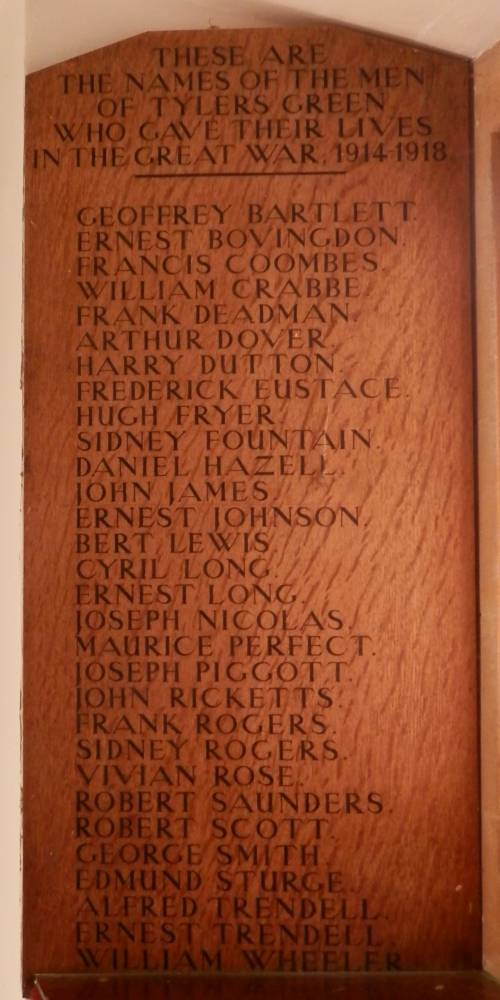 THESE ARE
THE NAMES OF THE MEN
OF TYLERS GREEN
WHO GAVE THEIR LIVES
IN THE GREAT WAR, 1914-1918
GEOFFREY BARTLETT.
ERNEST BOVINGDON.
FRANCIS COOMBES.
WILLIAM CRABBE.
FRANK DEADMAN.
ARTHUR DOVER.
HARRY DUTTON.
FREDERICK EUSTACE.
HUGH FRYER.
SIDNEY FOUNTAIN.
DANIEL HAZELL.
JOHN JAMES.
ERNEST JOHNSON.
BERT LEWIS.
CYRIL LONG.
ERNEST LONG.
JOSEPH NICOLAS.
MAURICE PERFECT.
JOSEPH PIGGOTT.
JOHN RICKETTS.
FRANK ROGERS.
SIDNEY ROGERS.
VIVIAN ROSE.
ROBERT SAUNDERS.
ROBERT SCOTT.
GEORGE SMITH.
EDMUND STURGE.
ALFRED TRENDELL.
ERNEST TRENDELL.
WILLIAM WHEELER.